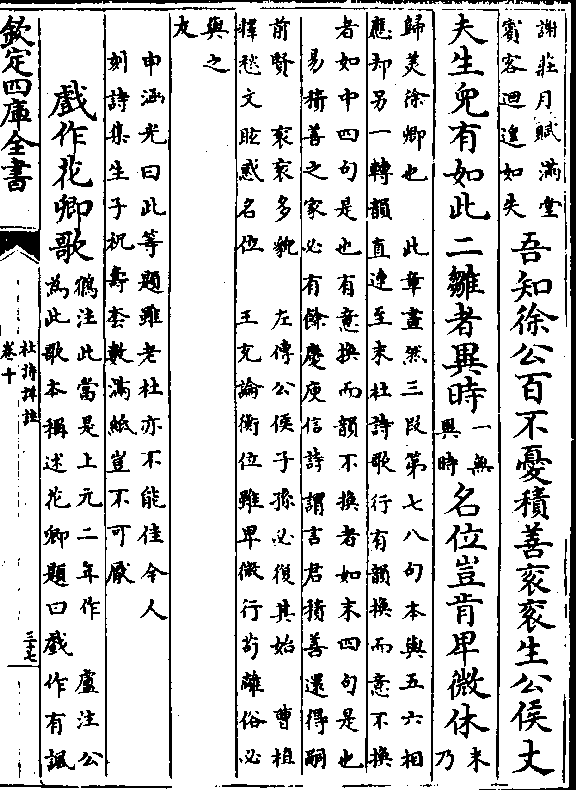 謝莊月賦滿堂
賓客迴遑如失
吾知徐公百不憂積善衮衮生公侯丈
夫生兒有如此二雛者異時
一無
異時
名位豈肯卑微休
末
乃
歸美徐卿也 此章畫然三段第七八句本與五六相
應却另一轉韻直達至末杜詩歌行有韻換而意不換
者如中四句是也有意換而韻不換者如末四句是也
易積善之家必有餘慶庾信詩謂言君積善還得嗣
前賢 衮衮多貌 左傳公侯子孫必復其始 曹植
釋愁文眩惑名位 王充論衡位雖卑微行苟離俗必
與之
友
申涵光曰此等題雖老杜亦不能佳今人
刻詩集生子祝壽套數滿紙豈不可厭
戲作花卿歌
鶴注此當是上元二年作 盧注公
為此歌本稱述花卿題曰戲作有諷
欽定四庫全書
杜詩詳註
卷十
三七